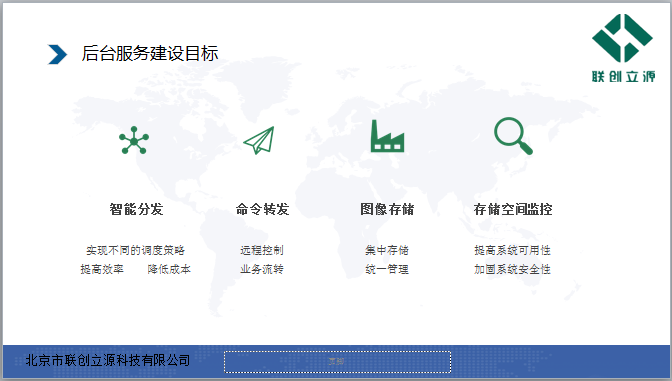 后台服务建设目标
联创立源
智能分发
命令转发
图像存储
存储空间监控
实现不同的调度策略
提高效率 降低成本
远程控制
业务流转
集中存储
统一管理
提高系统可用性
加固系统安全性
北京市联创立源科技有限公司